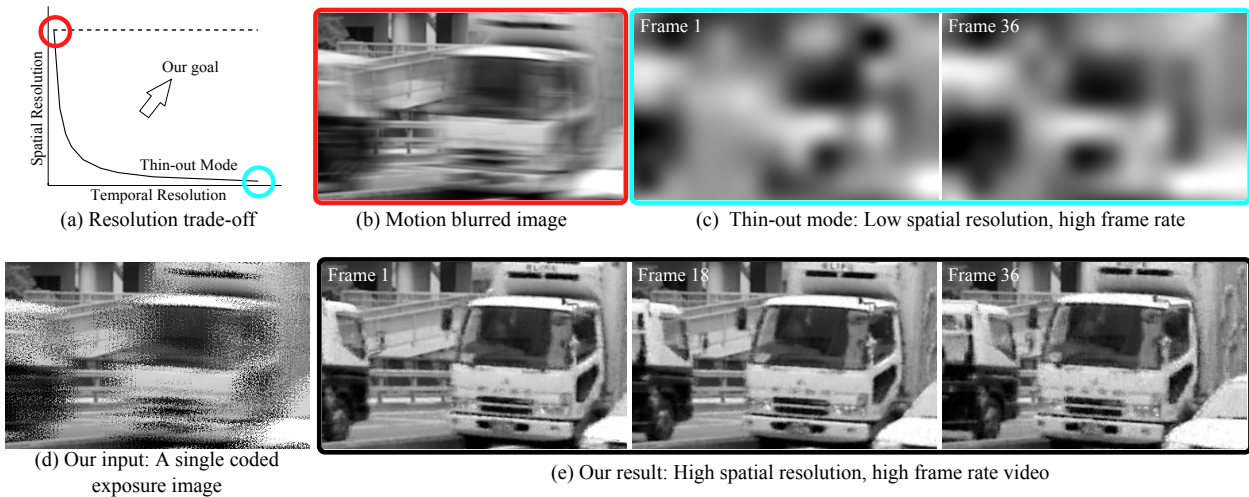 Spatial Resolution
Our goal
Thin-out Mode
Temporal Resolution
(a) Resolution trade-off
(b) Motion blurred image
Frame 1
Frame 36
(c) Thin-out mode: Low spatial resolution, high frame rate
(d) Our input: A single coded
exposure image
Frame 1
Frame 18
Frame 36
(e) Our result: High spatial resolution, high frame rate video